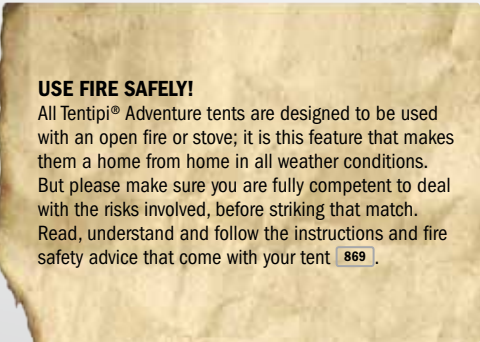 USE FIRE SAFELY!
All Tentipi® Adventure tents are designed to be used
with an open fire or stove; it is this feature that makes
them a home from home in all weather conditions.
But please make sure you are fully competent to deal
with the risks involved, before striking that match.
Read, understand and follow the instructions and fire
safety advice that come with your tent 869 .